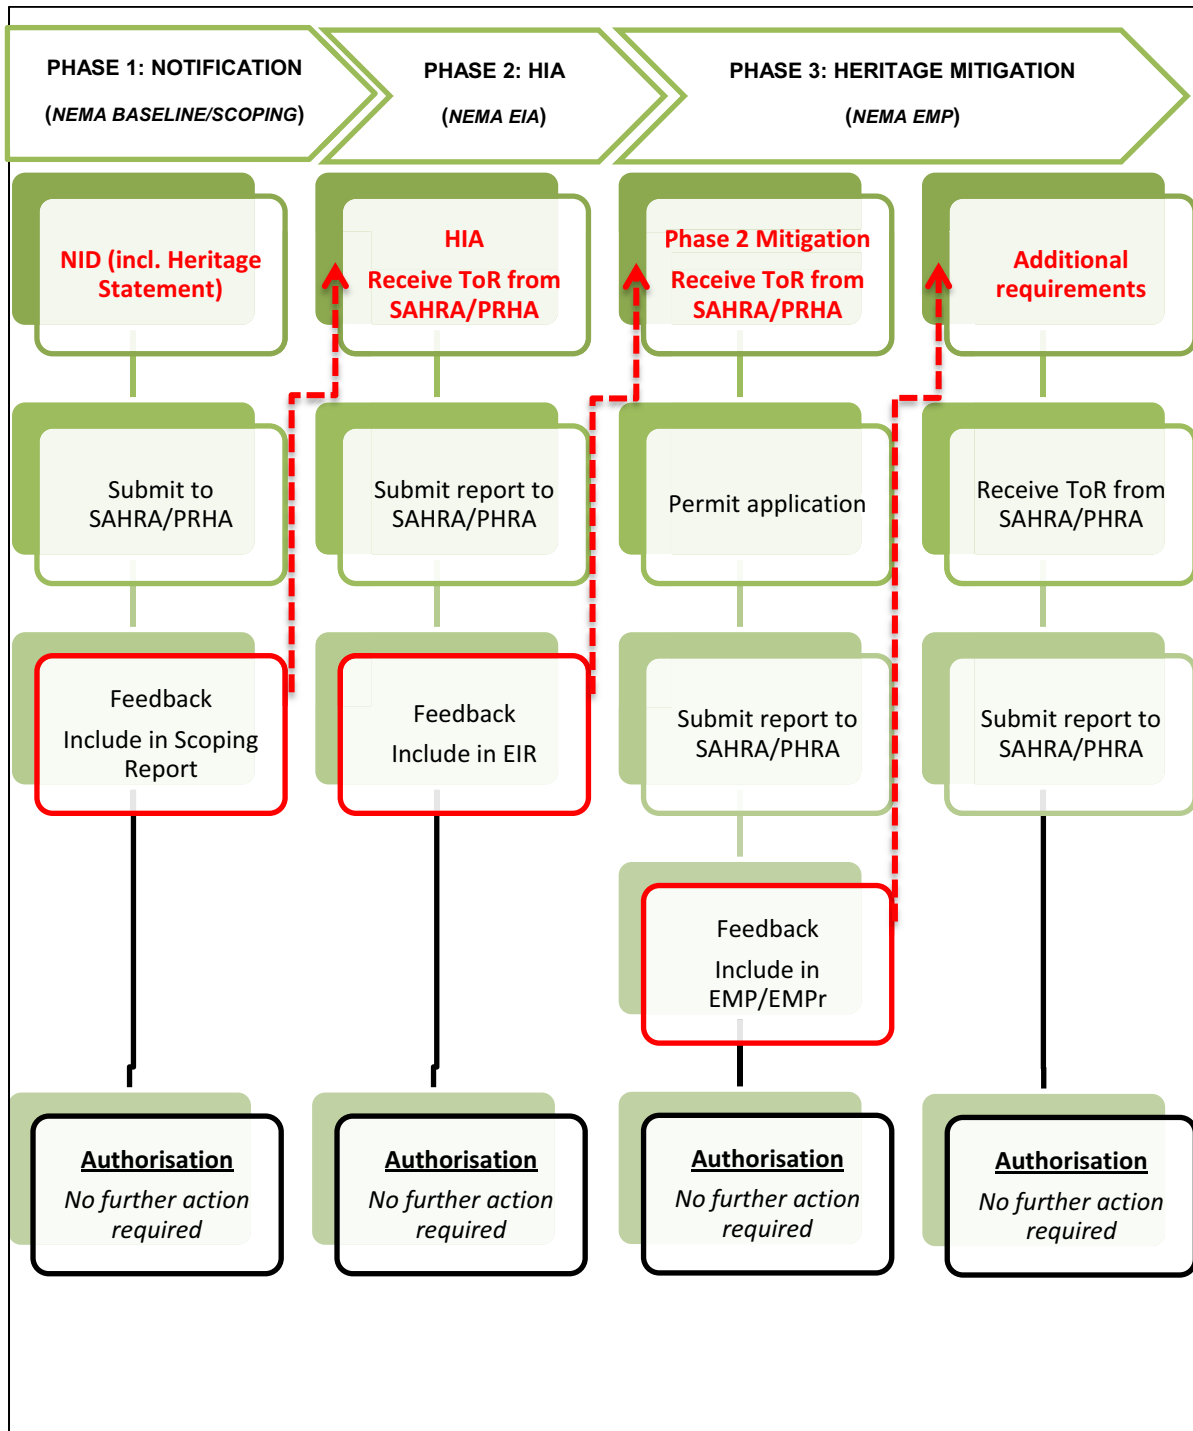 PHASE 1: NOTIFICATION
(NEMA BASELINE/SCOPING)
PHASE 2: HIA
(NEMA EIA)
PHASE 3: HERITAGE MITIGATION
(NEMA EMP)
NID (incl. Heritage
Statement)
Submit to
SAHRA/PRHA
Feedback
Include in Scoping
Report
Authorisation
No further action
required
HIA
Receive ToR from
SAHRA/PRHA
Submit report to
SAHRA/PHRA
Feedback
Include in EIR
Authorisation
No further action
required
Phase 2 Mitigation
Receive ToR from
SAHRA/PRHA
Permit application
Submit report to
SAHRA/PHRA
Feedback
Include in
EMP/EMPr
Authorisation
No further action
required
Additional
requirements
Receive ToR from
SAHRA/PHRA
Submit report to
SAHRA/PHRA
Authorisation
No further action
required